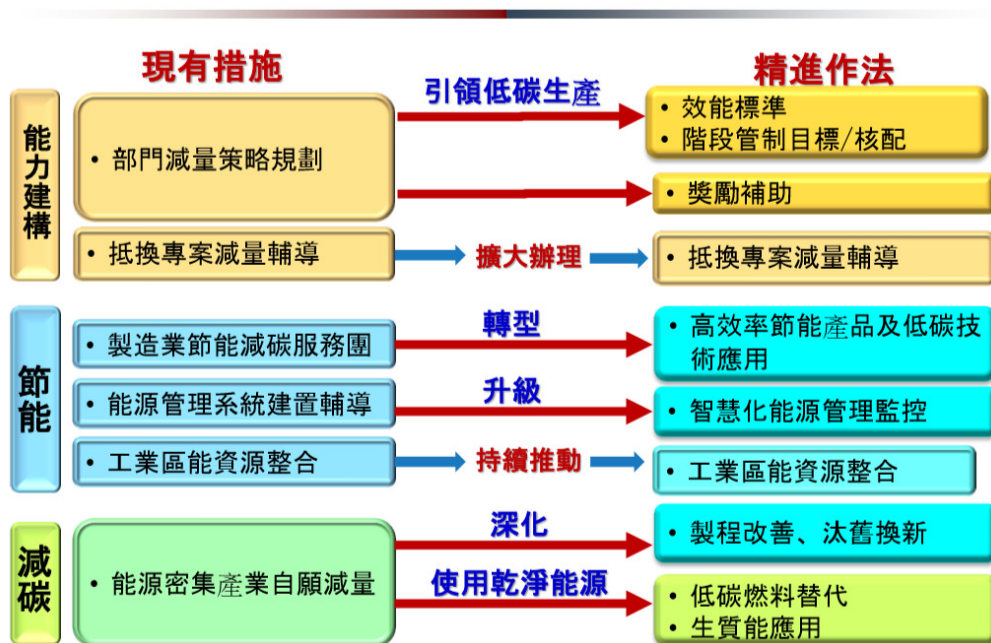 現有措施
精進作法
能力建構
• 部門減量策略規劃
引領低碳生產
• 效能標準
• 階段管制目標/核配
• 獎勵補助
• 抵換專案減量輔導
擴大辦理
• 抵換專案減量輔導
節能
• 製造業節能減碳服務團
轉型
• 高效率節能產品及低碳技
術應用
• 能源管理系統建置輔導
升級
• 智慧化能源管理監控
• 工業區能資源整合
持續推動
• 工業區能資源整合
減碳
• 能源密集產業自願減量
深化
• 製程改善、汰舊換新
使用乾淨能源
• 低碳燃料替代
• 生質能應用